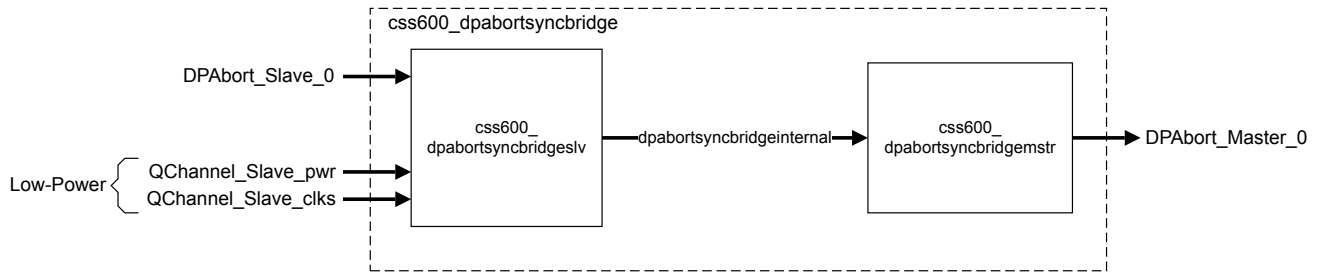 css600_dpabortsyncbridge
DPAbort_Slave_0
css600_
dpabortsyncbridgeslv
dpabortsyncbridgeinternal
css600_
dpabortsyncbridgemstr
DPAbort_Master_0
Low-Power
QChannel_Slave_pwr
QChannel_Slave_clks